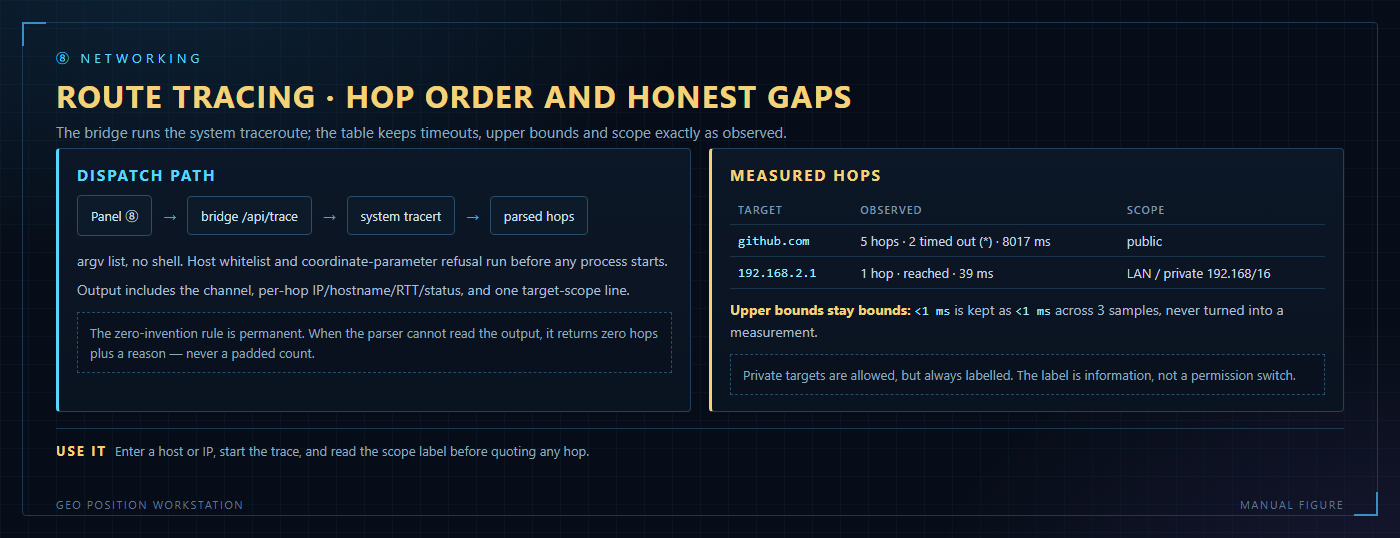 ⑧ NETWORKING
ROUTE TRACING · HOP ORDER AND HONEST GAPS
The bridge runs the system traceroute; the table keeps timeouts, upper bounds and scope exactly as observed.
DISPATCH PATH
Panel ⑧ → bridge /api/trace → system tracert → parsed hops
argv list, no shell. Host whitelist and coordinate-parameter refusal run before any process starts.
Output includes the channel, per-hop IP/hostname/RTT/status, and one target-scope line.
The zero-invention rule is permanent. When the parser cannot read the output, it returns zero hops
plus a reason — never a padded count.
MEASURED HOPS
TARGET OBSERVED SCOPE
github.com 5 hops · 2 timed out (*) · 8017 ms public
192.168.2.1 1 hop · reached · 39 ms LAN / private 192.168/16
Upper bounds stay bounds: <1 ms is kept as <1 ms across 3 samples, never turned into a
measurement.
Private targets are allowed, but always labelled. The label is information, not a permission switch.
USE IT Enter a host or IP, start the trace, and read the scope label before quoting any hop.
GEO POSITION WORKSTATION
MANUAL FIGURE